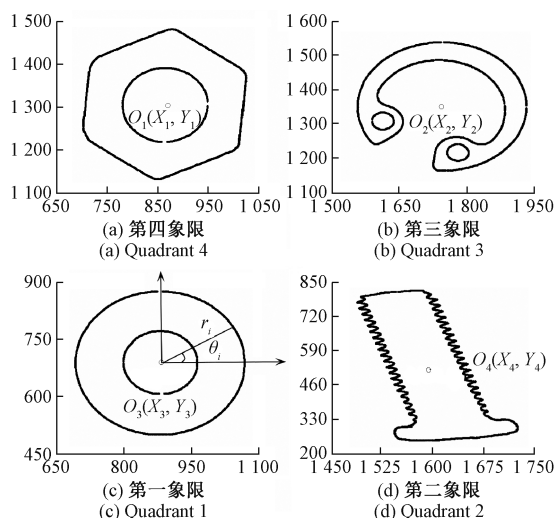 1 500
1 400
1 300
1 200
1 100
O₁(X₁, Y₁)
750 850 950 1 050
(a) 第四象限
(a) Quadrant 4
1 600
1 500
1 400
1 300
1 200
1 100
O₂(X₂, Y₂)
1 500 1 650 1 800 1 950
(b) 第三象限
(b) Quadrant 3
900
750
600
450
rᵢ
θᵢ
O₃(X₃, Y₃)
650 800 950 1 100
(c) 第一象限
(c) Quadrant 1
850
720
590
460
330
200
O₄(X₄, Y₄)
1 450 1 525 1 600 1 675 1 750
(d) 第二象限
(d) Quadrant 2